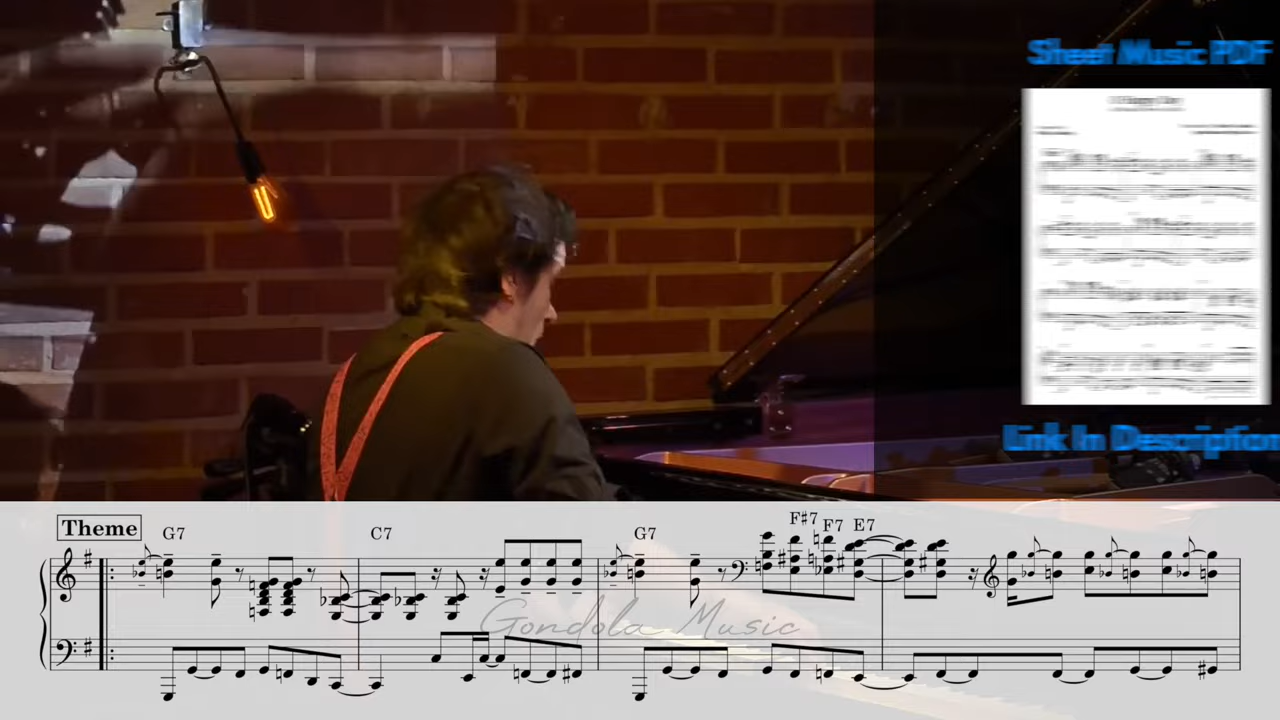 Sheet Music PDF
Link In Description
Theme
G7
C7
G7
F#7 F7 E7
Gondola Music